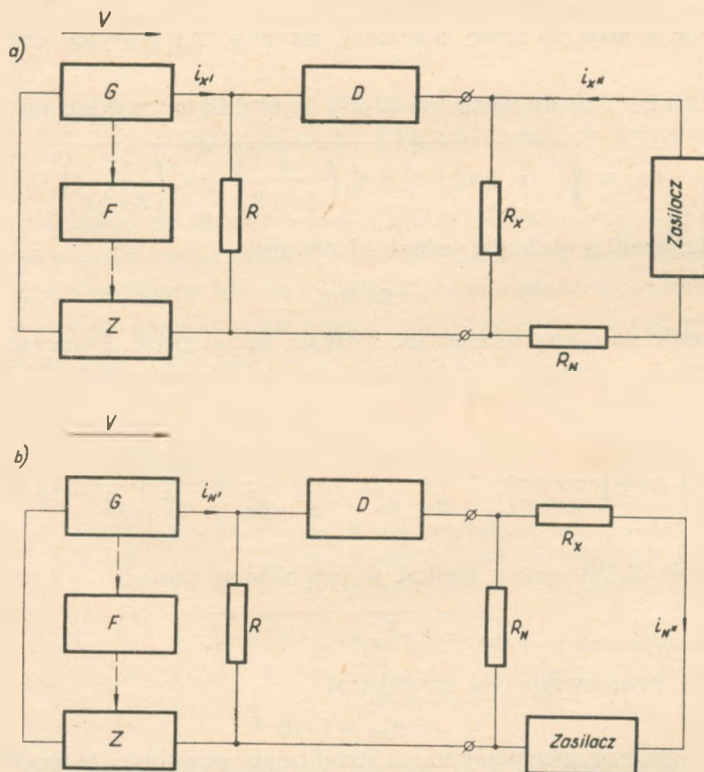 V
a)
G
i_x'
D
i_x"
F
R
R_x
Zasilacz
Z
R_N
V
b)
G
i_N'
D
R_x
F
R
R_N
i_N"
Z
Zasilacz